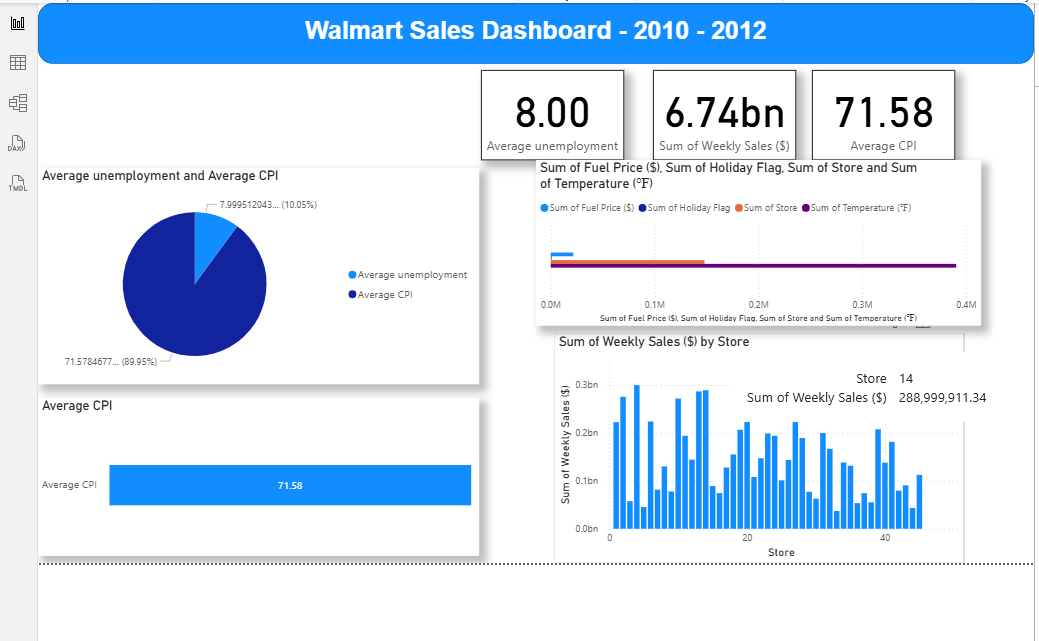 Walmart Sales Dashboard - 2010 - 2012
8.00
Average unemployment
6.74bn
Sum of Weekly Sales ($)
71.58
Average CPI
DAX
TMDL
Average unemployment and Average CPI
7.999512043... (10.05%)
Average unemployment
Average CPI
71.5784677... (89.95%)
Sum of Fuel Price ($), Sum of Holiday Flag, Sum of Store and Sum
of Temperature (°F)
Sum of Fuel Price ($) Sum of Holiday Flag Sum of Store Sum of Temperature (°F)
0.0M 0.1M 0.2M 0.3M 0.4M
Sum of Fuel Price ($), Sum of Holiday Flag, Sum of Store and Sum of Temperature (°F)
Average CPI
Average CPI
71.58
Sum of Weekly Sales ($) by Store
Store 14
Sum of Weekly Sales ($) 288,999,911.34
Sum of Weekly Sales ($)
0.3bn
0.2bn
0.1bn
0.0bn
0 20 40
Store